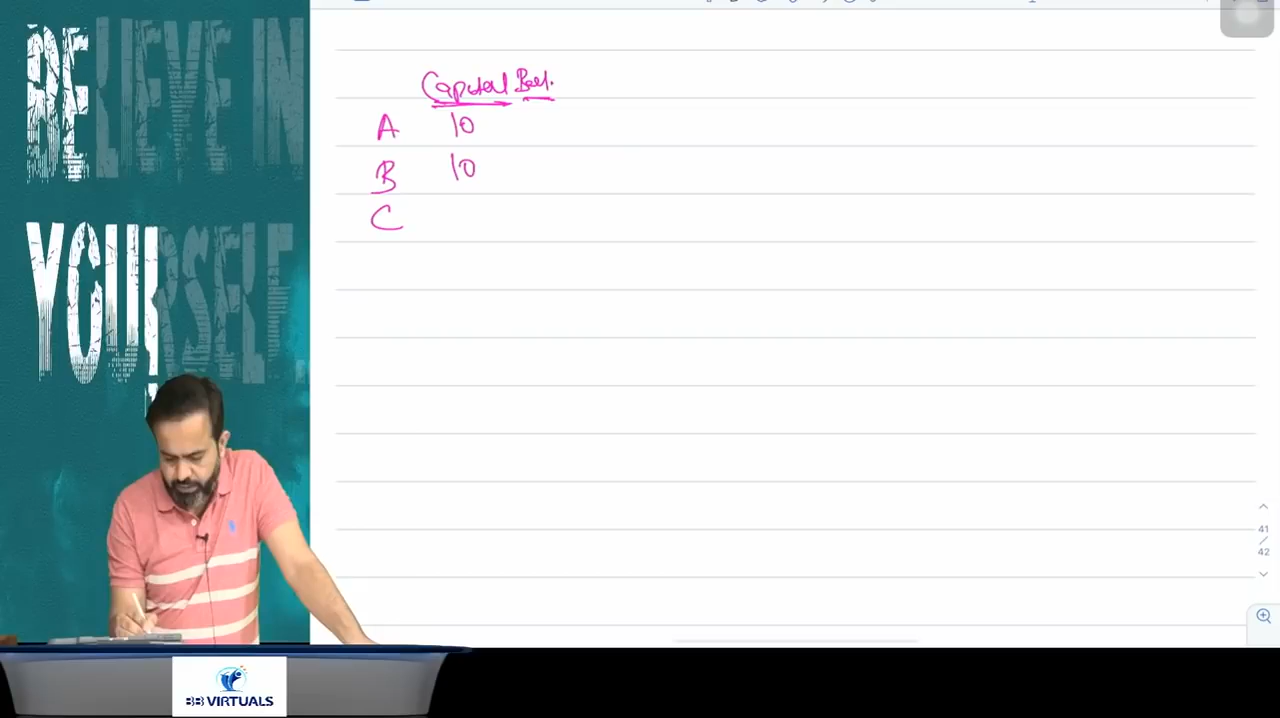 BELIEVE IN
YOURSELF.
Capital Bal.
A 10
B 10
C
41
/
42
BB VIRTUALS